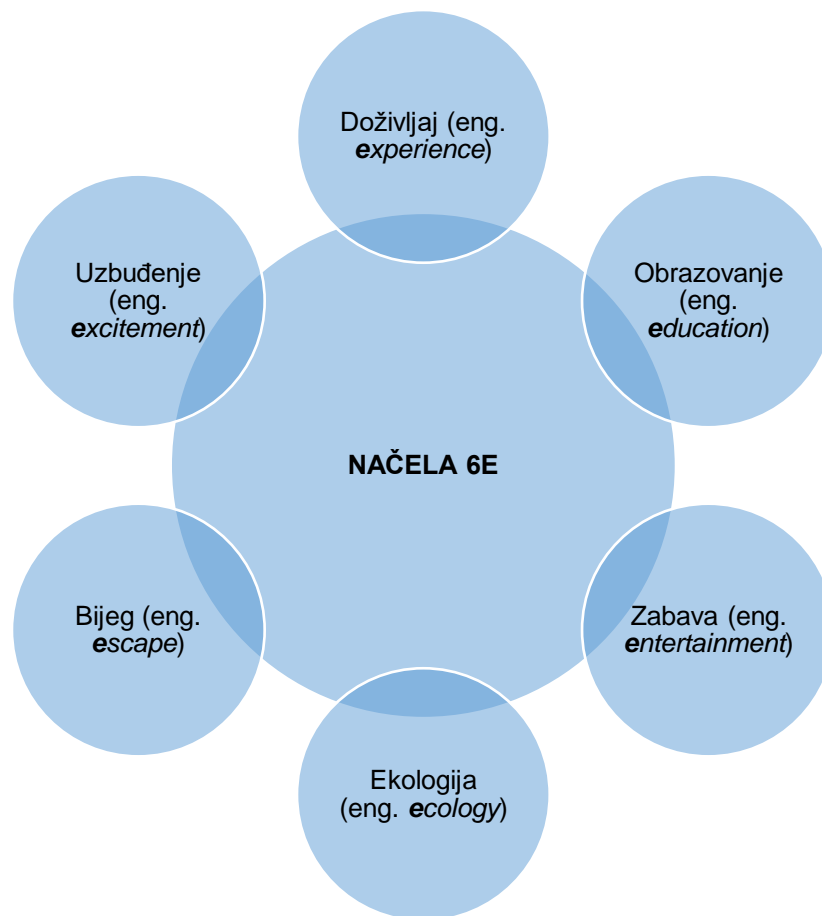 Doživljaj (eng.
experience)
Uzbuđenje
(eng.
excitement)
Obrazovanje
(eng.
education)
NAČELA 6E
Bijeg (eng.
escape)
Zabava (eng.
entertainment)
Ekologija
(eng. ecology)